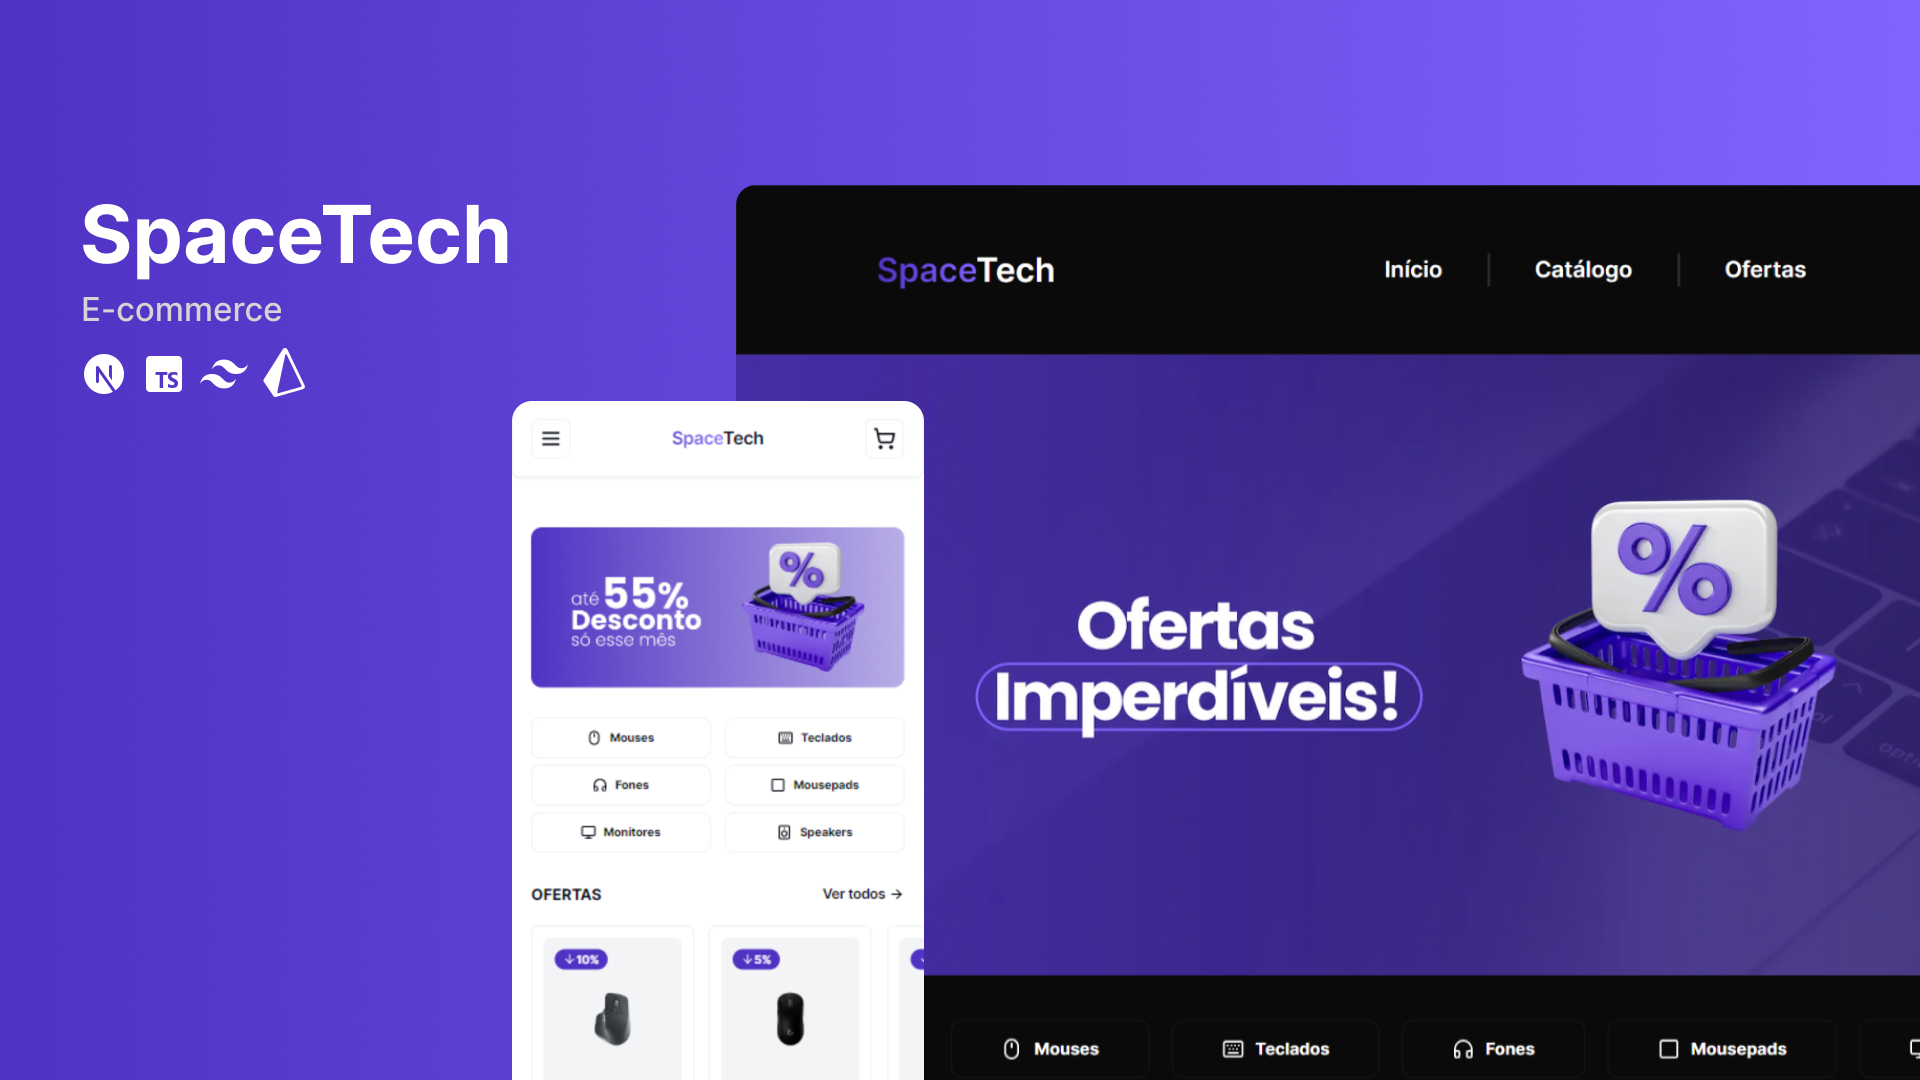 SpaceTech
E-commerce
TS
SpaceTech
Início
Catálogo
Ofertas
Ofertas
Imperdíveis!
%
Mouses
Teclados
Fones
Mousepads
SpaceTech
até 55%
Desconto
só esse mês
%
Mouses
Teclados
Fones
Mousepads
Monitores
Speakers
OFERTAS
Ver todos →
↓10%
↓5%